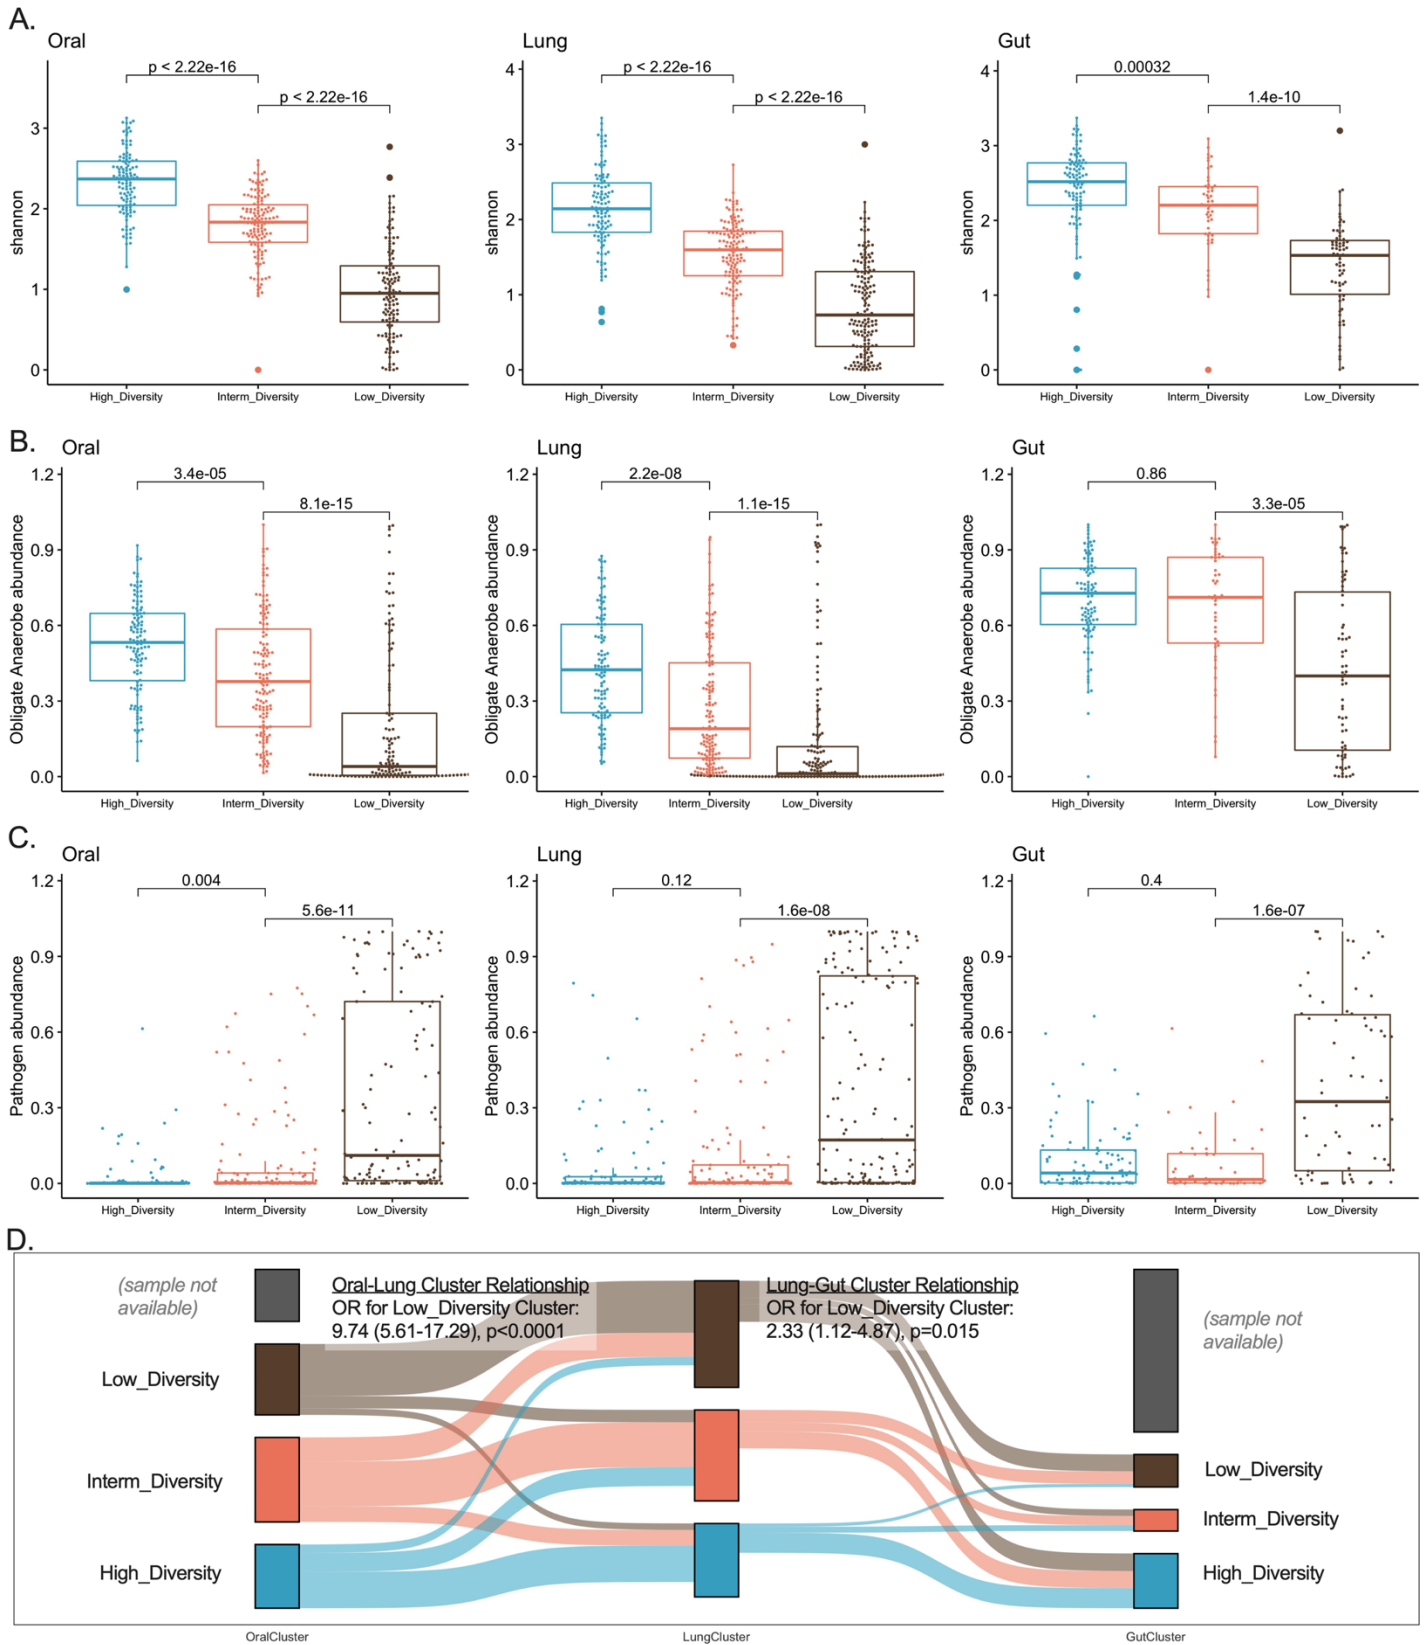 A.
Oral
Lung
Gut
p < 2.22e-16
p < 2.22e-16
shannon
3
2
1
0
High_Diversity
Interm_Diversity
Low_Diversity
p < 2.22e-16
p < 2.22e-16
shannon
4
3
2
1
0
High_Diversity
Interm_Diversity
Low_Diversity
0.00032
1.4e-10
shannon
4
3
2
1
0
High_Diversity
Interm_Diversity
Low_Diversity
B.
Oral
Lung
Gut
3.4e-05
8.1e-15
Obligate Anaerobe abundance
1.2
0.9
0.6
0.3
0.0
High_Diversity
Interm_Diversity
Low_Diversity
2.2e-08
1.1e-15
Obligate Anaerobe abundance
1.2
0.9
0.6
0.3
0.0
High_Diversity
Interm_Diversity
Low_Diversity
0.86
3.3e-05
Obligate Anaerobe abundance
1.2
0.9
0.6
0.3
0.0
High_Diversity
Interm_Diversity
Low_Diversity
C.
Oral
Lung
Gut
0.004
5.6e-11
Pathogen abundance
1.2
0.9
0.6
0.3
0.0
High_Diversity
Interm_Diversity
Low_Diversity
0.12
1.6e-08
Pathogen abundance
1.2
0.9
0.6
0.3
0.0
High_Diversity
Interm_Diversity
Low_Diversity
0.4
1.6e-07
Pathogen abundance
1.2
0.9
0.6
0.3
0.0
High_Diversity
Interm_Diversity
Low_Diversity
D.
(sample not
available)
Oral-Lung Cluster Relationship
OR for Low_Diversity Cluster:
9.74 (5.61-17.29), p<0.0001
Lung-Gut Cluster Relationship
OR for Low_Diversity Cluster:
2.33 (1.12-4.87), p=0.015
(sample not
available)
Low_Diversity
Interm_Diversity
High_Diversity
Low_Diversity
Interm_Diversity
High_Diversity
OralCluster
LungCluster
GutCluster